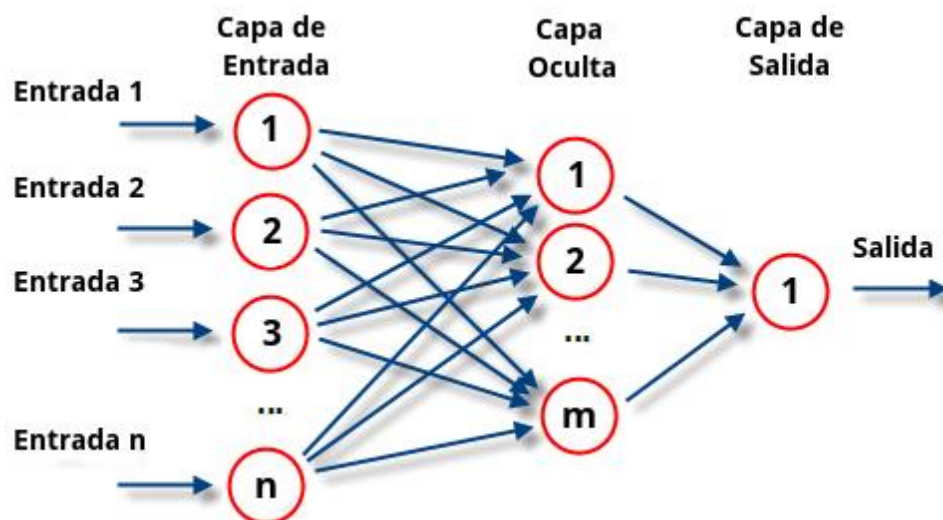 Capa de
Entrada
Capa
Oculta
Capa de
Salida
Entrada 1
1
Entrada 2
2
Entrada 3
3
...
Entrada n
n
1
2
...
m
1
Salida